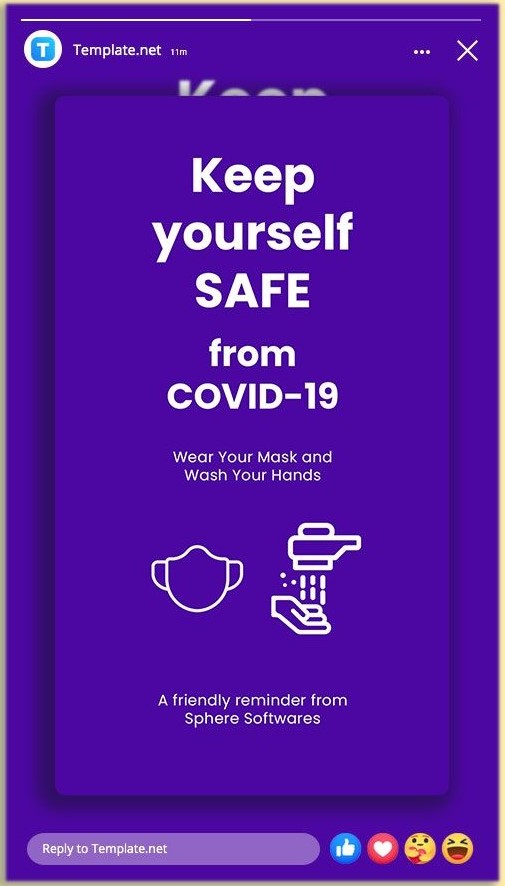 T
Template.net 11m
Keep
Keep
yourself
SAFE
from
COVID-19
Wear Your Mask and
Wash Your Hands
A friendly reminder from
Sphere Softwares
Reply to Template.net